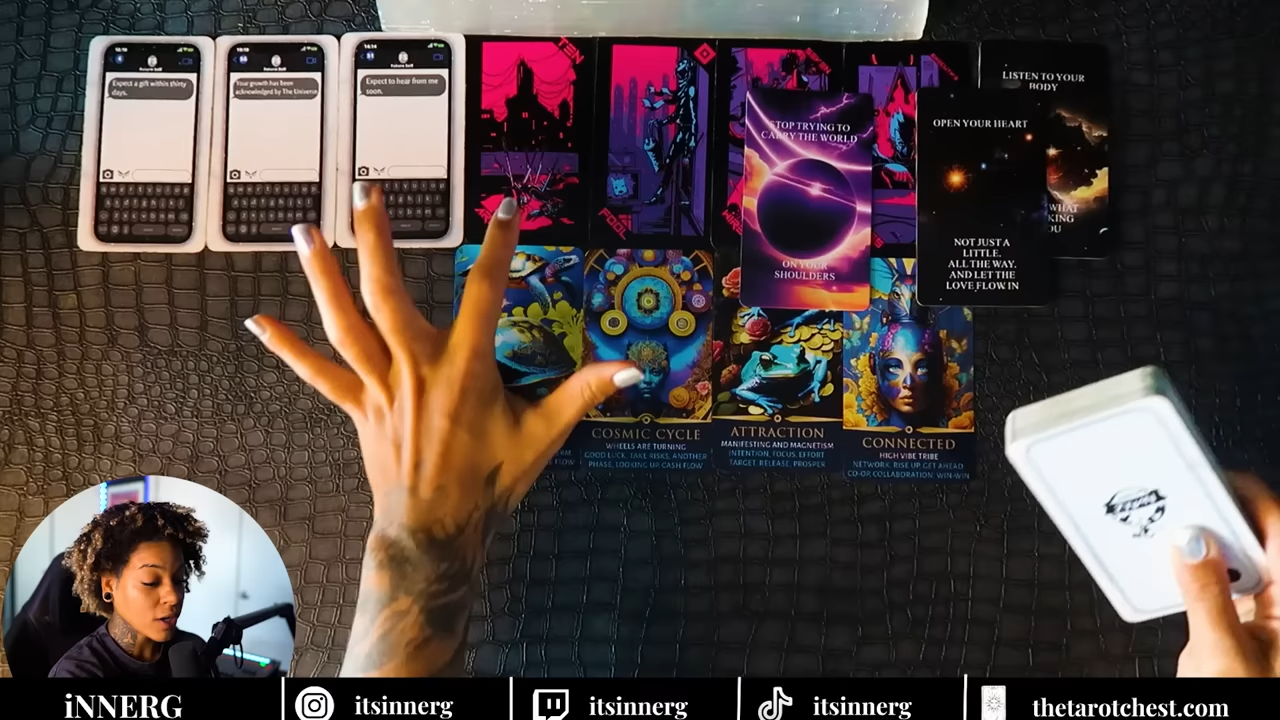 Expect a gift within thirty
days.
Your growth has been
acknowledged by The Universe
Expect to hear from me
soon.
TEN
FOOL
STOP TRYING TO
CARRY THE WORLD
ON YOUR
SHOULDERS
LISTEN TO YOUR
BODY
OPEN YOUR HEART
NOT JUST A
LITTLE.
ALL THE WAY.
AND LET THE
LOVE FLOW IN
WHAT
KING
OU
COSMIC CYCLE
WHEELS ARE TURNING
GOOD LUCK, TAKE RISKS, ANOTHER
PHASE, LOOKING UP, CASH FLOW
ATTRACTION
MANIFESTING AND MAGNETISM
INTENTION, FOCUS, EFFORT
TARGET, RELEASE, PROSPER
CONNECTED
HIGH VIBE TRIBE
NETWORK, RISE UP, GET AHEAD
CO-OP, COLLABORATION, WIN-WIN
iNNERG
itsinnerg
itsinnerg
itsinnerg
thetarotchest.com